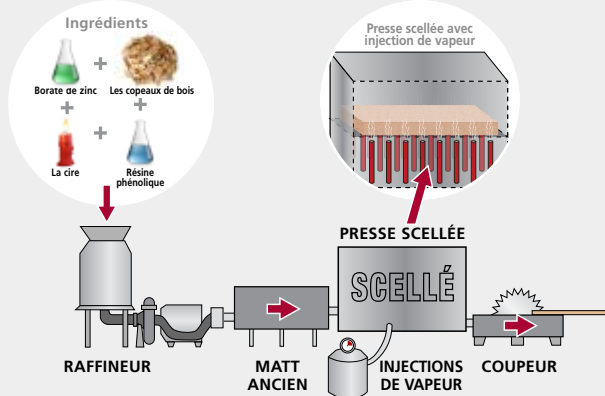 Ingrédients
Borate de zinc
Les copeaux de bois
La cire
Résine
phénolique
Presse scellée avec
injection de vapeur
PRESSE SCELLÉE
SCELLÉ
RAFFINEUR
MATT
ANCIEN
INJECTIONS
DE VAPEUR
COUPEUR